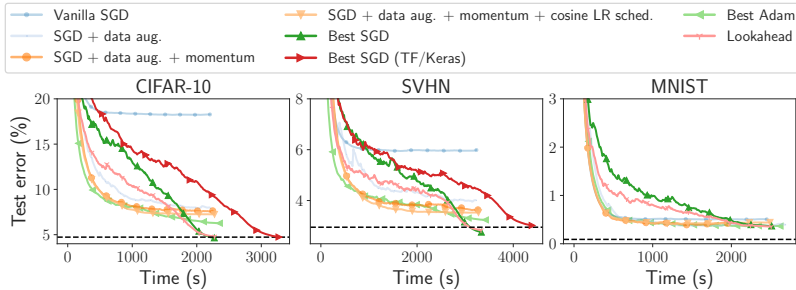 Vanilla SGD SGD + data aug. + momentum + cosine LR sched. Best Adam
SGD + data aug. Best SGD Lookahead
SGD + data aug. + momentum Best SGD (TF/Keras)
CIFAR-10 SVHN MNIST
Test error (%)
20
15
10
5
0 1000 2000 3000
Time (s)
8
6
4
0 2000 4000
Time (s)
3
2
1
0
0 1000 2000
Time (s)